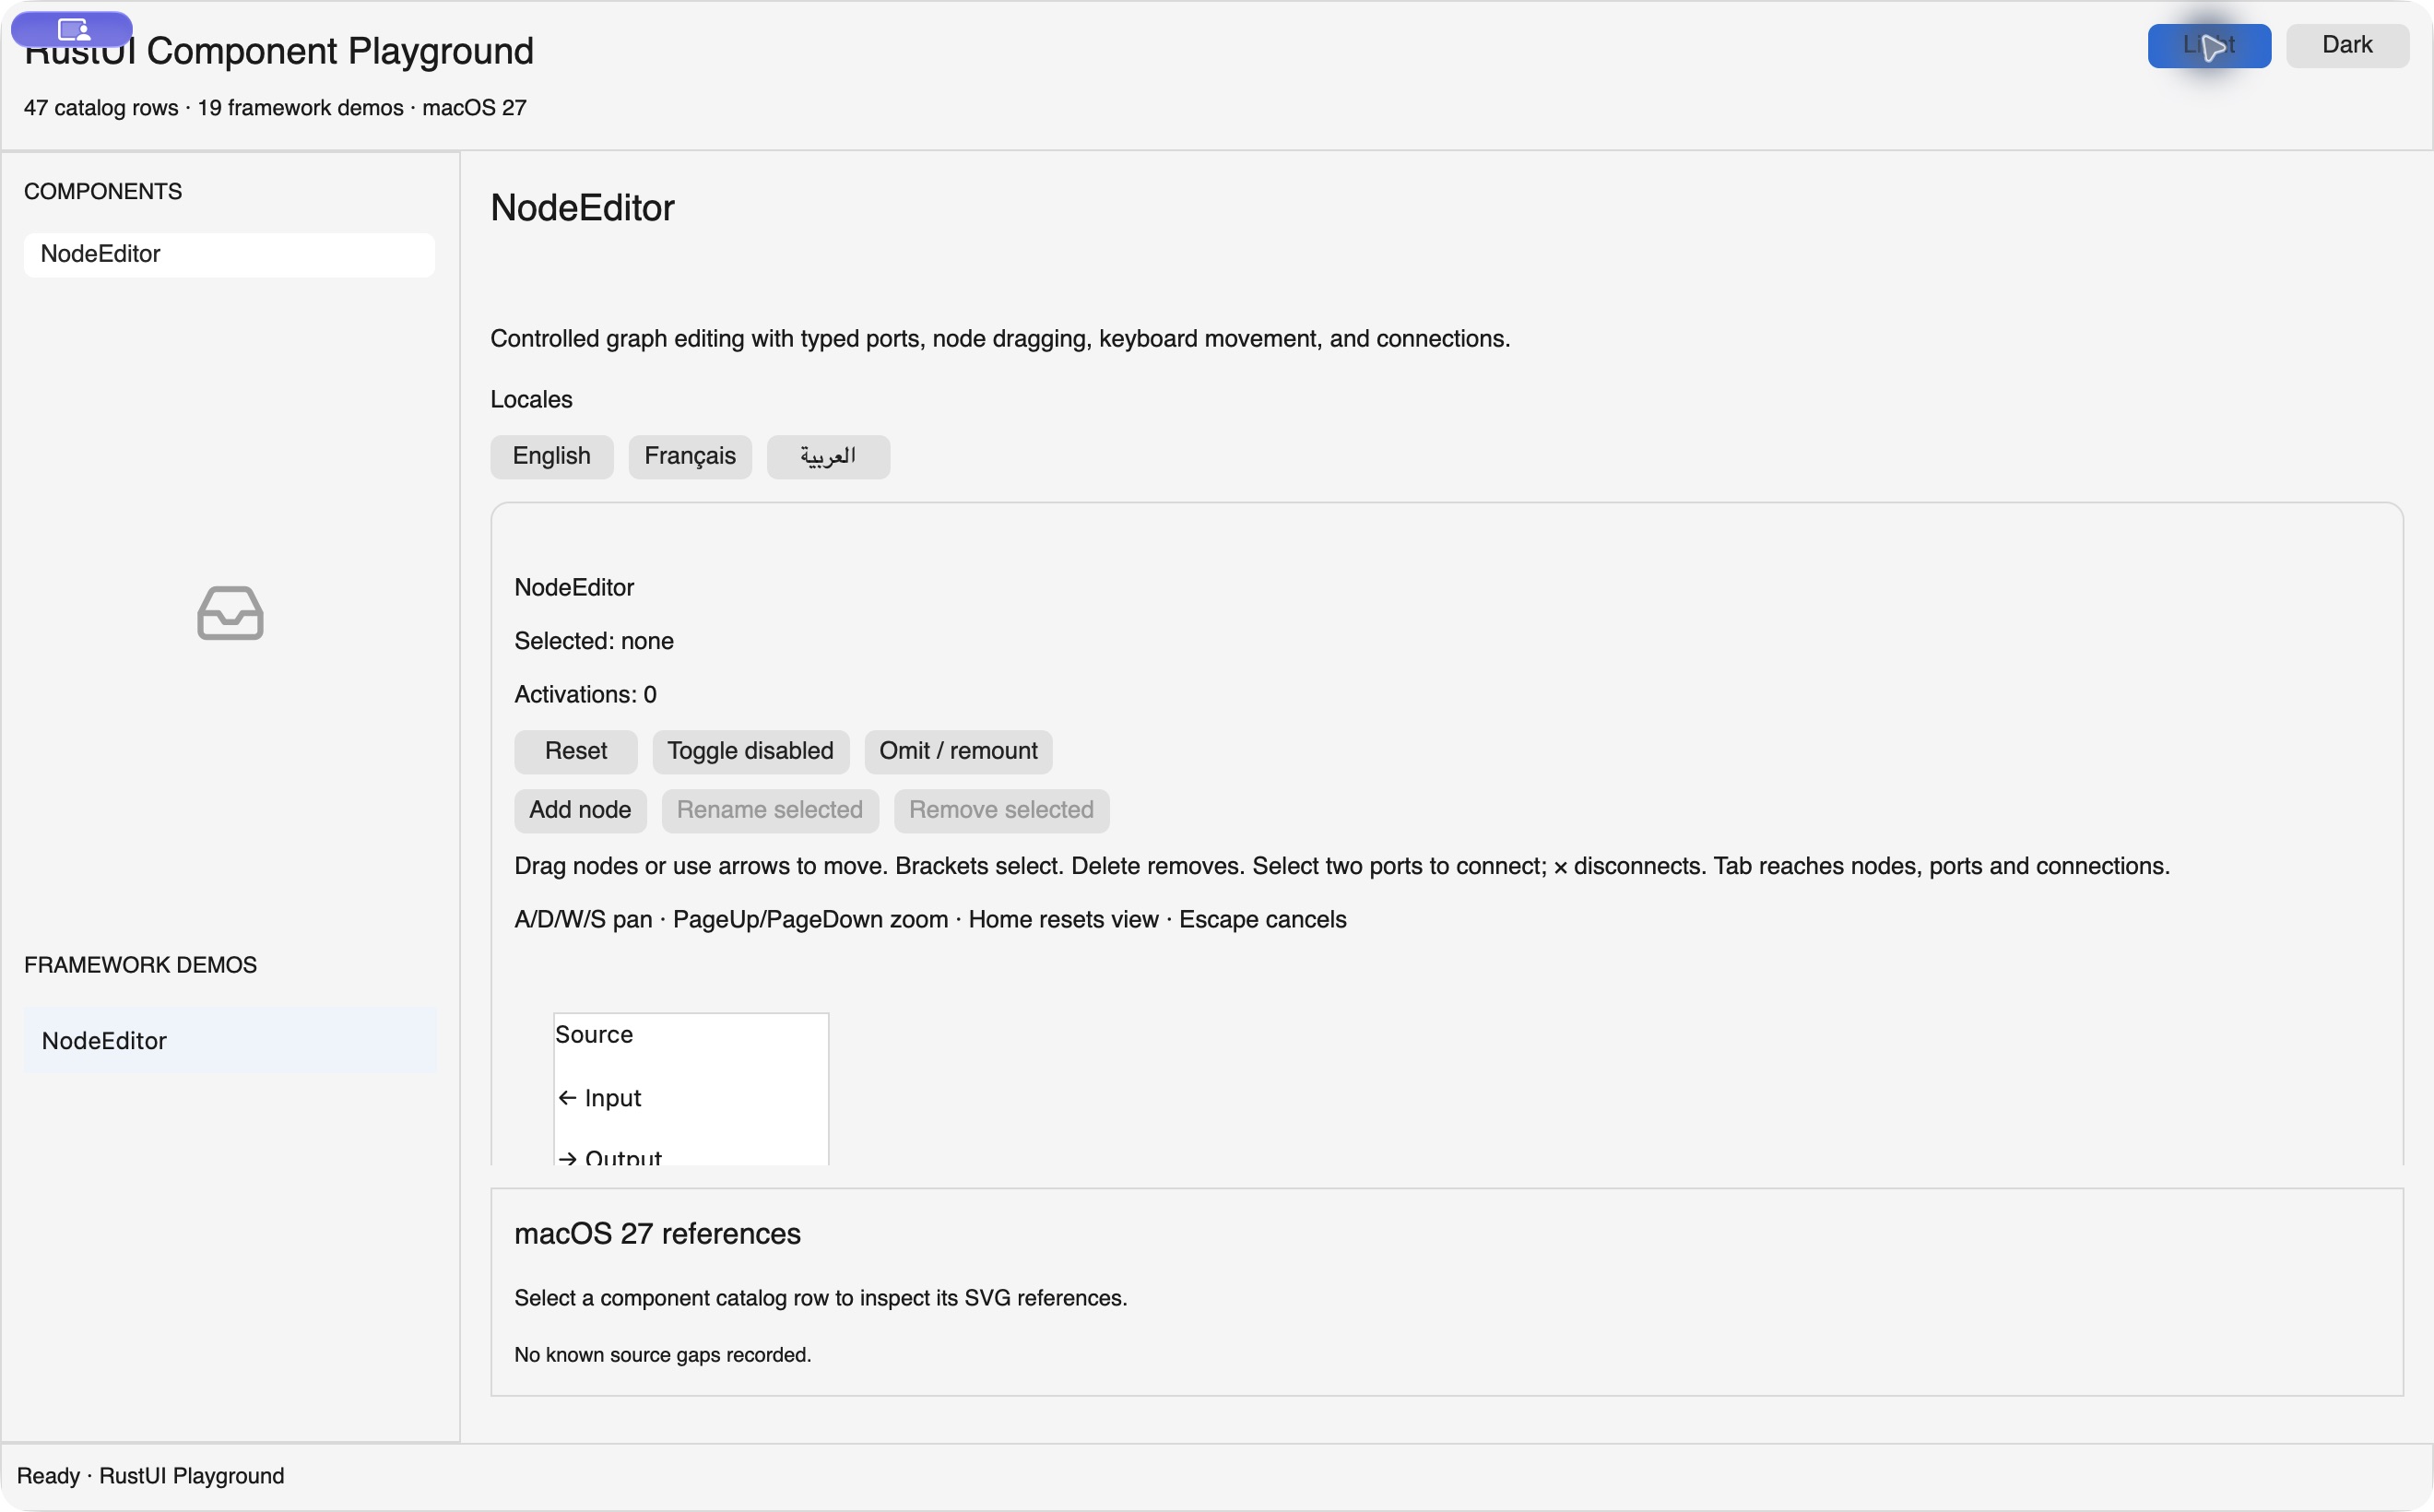 RustUI Component Playground
Light
Dark
47 catalog rows · 19 framework demos · macOS 27
COMPONENTS
NodeEditor
FRAMEWORK DEMOS
NodeEditor
NodeEditor
Controlled graph editing with typed ports, node dragging, keyboard movement, and connections.
Locales
English
Français
العربية
NodeEditor
Selected: none
Activations: 0
Reset
Toggle disabled
Omit / remount
Add node
Rename selected
Remove selected
Drag nodes or use arrows to move. Brackets select. Delete removes. Select two ports to connect; × disconnects. Tab reaches nodes, ports and connections.
A/D/W/S pan · PageUp/PageDown zoom · Home resets view · Escape cancels
Source
← Input
→ Output
macOS 27 references
Select a component catalog row to inspect its SVG references.
No known source gaps recorded.
Ready · RustUI Playground